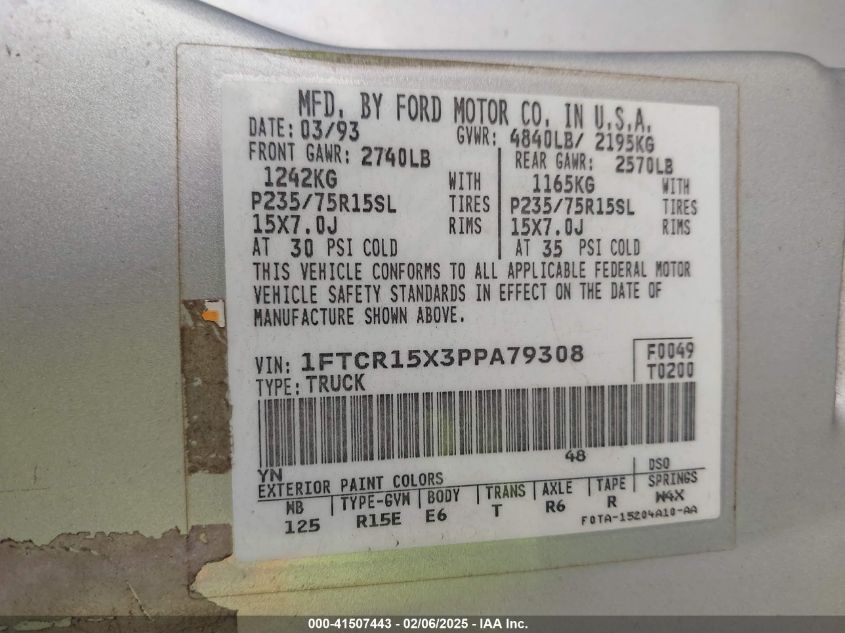 MFD. BY FORD MOTOR CO. IN U.S.A.
DATE: 03/93 GVWR: 4840LB/ 2195KG
FRONT GAWR: 2740LB REAR GAWR: 2570LB
1242KG WITH 1165KG WITH
P235/75R15SL TIRES P235/75R15SL TIRES
15X7.0J RIMS 15X7.0J RIMS
AT 30 PSI COLD AT 35 PSI COLD
THIS VEHICLE CONFORMS TO ALL APPLICABLE FEDERAL MOTOR
VEHICLE SAFETY STANDARDS IN EFFECT ON THE DATE OF
MANUFACTURE SHOWN ABOVE.
VIN: 1FTCR15X3PPA79308 F0049
TYPE: TRUCK T0200
YN 48 DSO
EXTERIOR PAINT COLORS
WB TYPE-GVW BODY TRANS AXLE TAPE SPRINGS
125 R15E E6 T R6 R W4X
F0TA-15204A10-AA
000-41507443 — 02/06/2025 — IAA Inc.